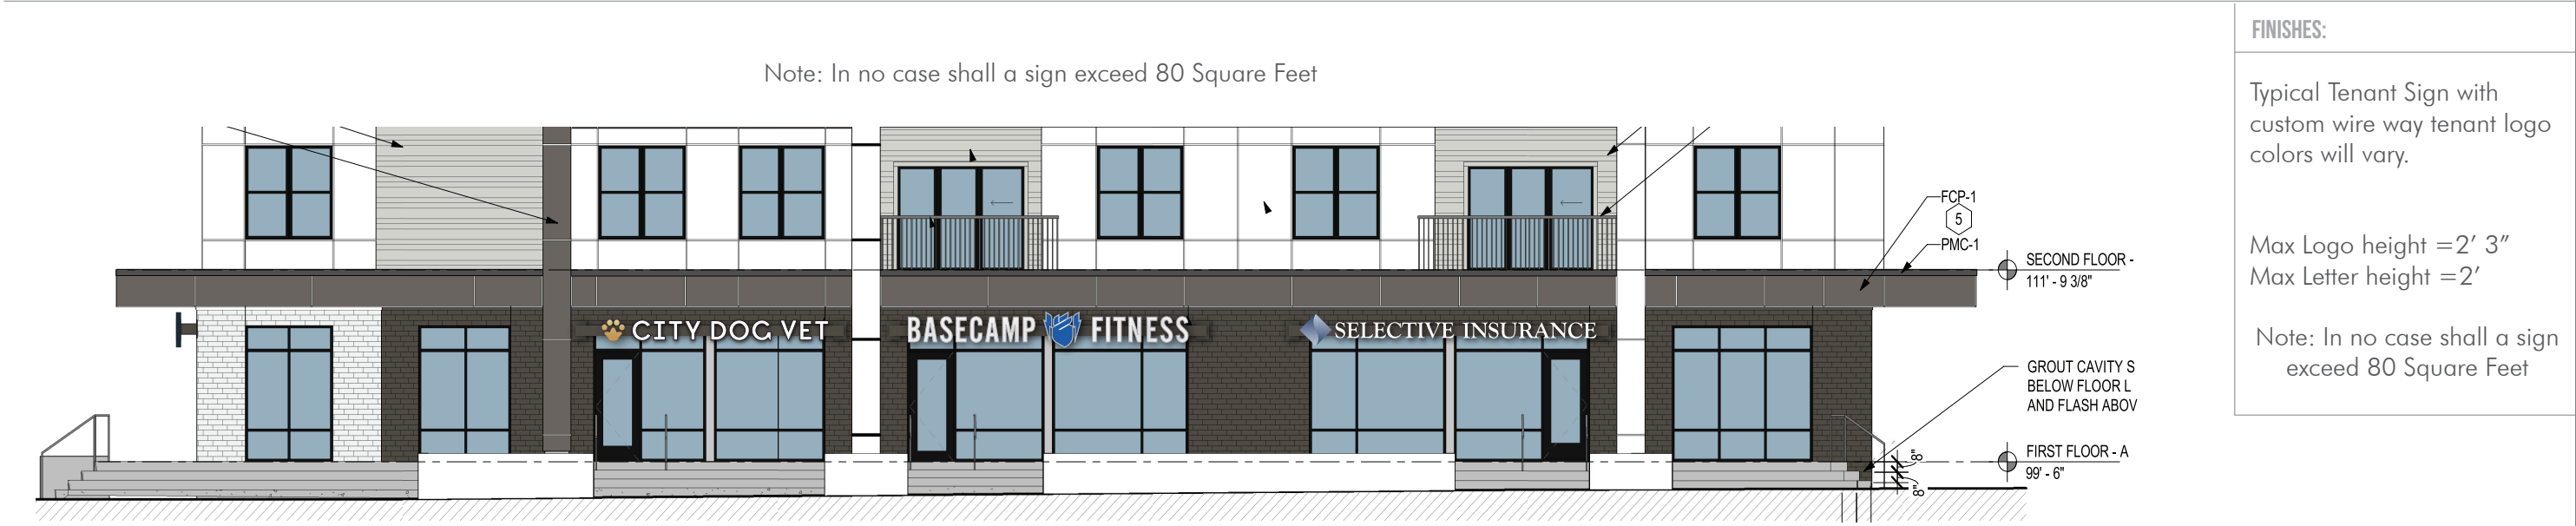 Note: In no case shall a sign exceed 80 Square Feet
FINISHES:
Typical Tenant Sign with
custom wire way tenant logo
colors will vary.
Max Logo height =2' 3"
Max Letter height =2'
Note: In no case shall a sign
exceed 80 Square Feet
FCP-1
5
PMC-1
SECOND FLOOR -
111' - 9 3/8"
CITY DOG VET
BASECAMP FITNESS
SELECTIVE INSURANCE
GROUT CAVITY S
BELOW FLOOR L
AND FLASH ABOV
FIRST FLOOR - A
99' - 6"
8"
8"